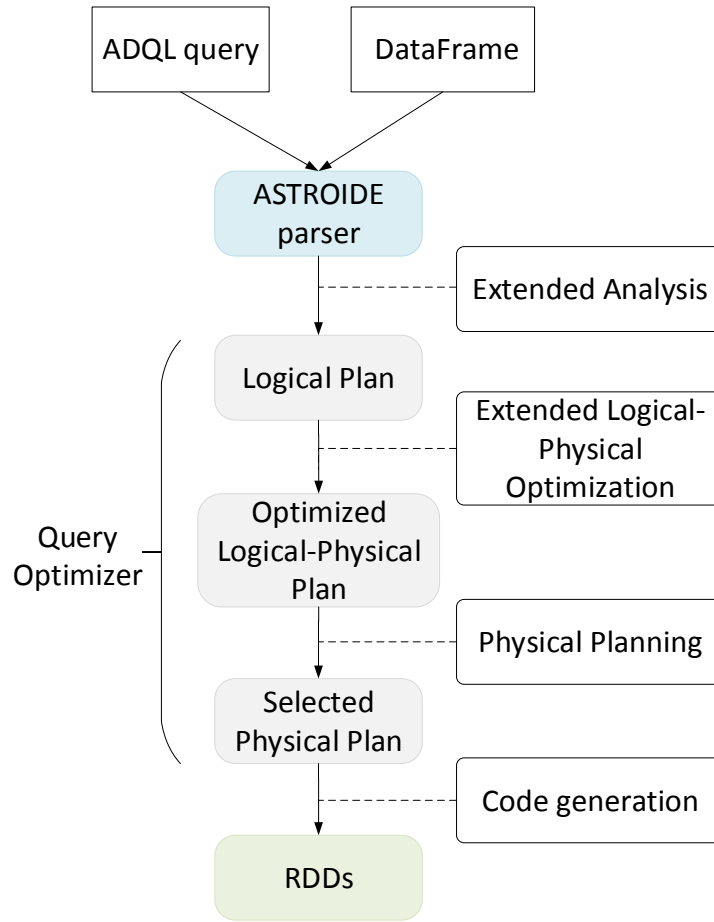 ADQL query
DataFrame
ASTROIDE
parser
Extended Analysis
Logical Plan
Extended Logical-
Physical
Optimization
Optimized
Logical-Physical
Plan
Query
Optimizer
Physical Planning
Selected
Physical Plan
Code generation
RDDs